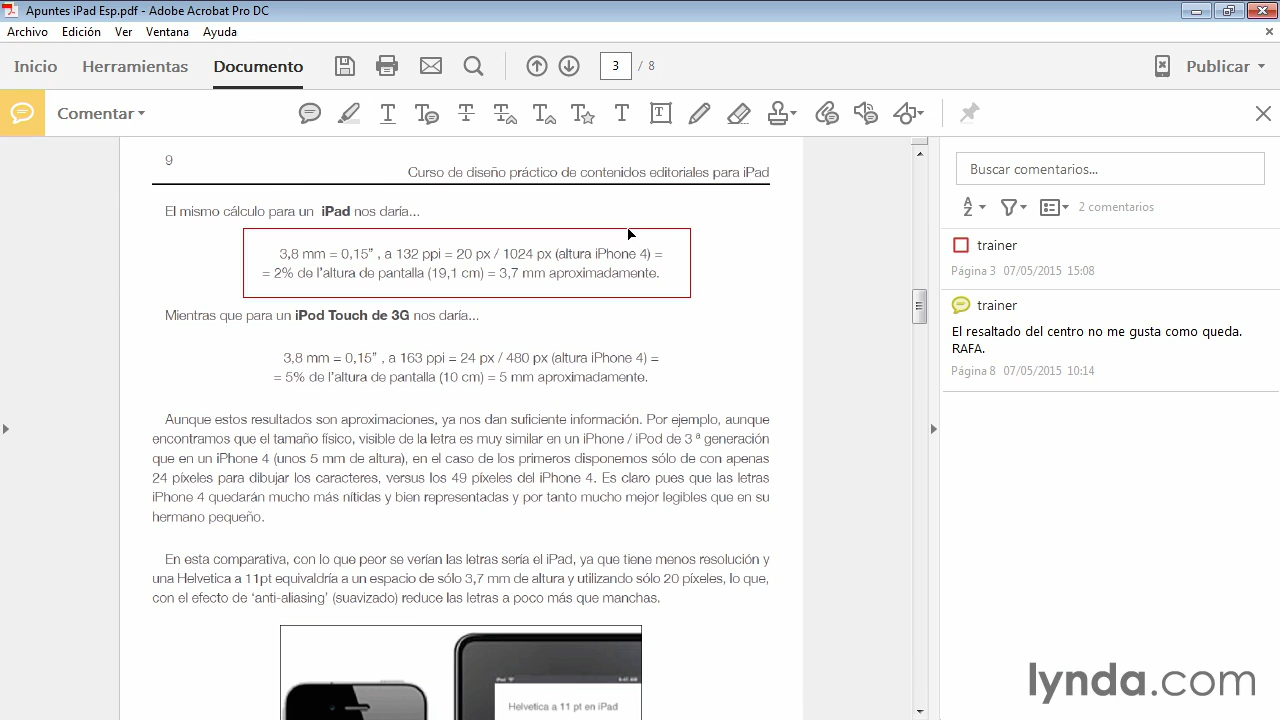 Apuntes iPad Esp.pdf - Adobe Acrobat Pro DC
Archivo Edición Ver Ventana Ayuda
Inicio Herramientas Documento 3 / 8 Publicar
Comentar
9
Curso de diseño práctico de contenidos editoriales para iPad
El mismo cálculo para un iPad nos daría...
3,8 mm = 0,15” , a 132 ppi = 20 px / 1024 px (altura iPhone 4) =
= 2% de l’altura de pantalla (19,1 cm) = 3,7 mm aproximadamente.
Mientras que para un iPod Touch de 3G nos daría...
3,8 mm = 0,15” , a 163 ppi = 24 px / 480 px (altura iPhone 4) =
= 5% de l’altura de pantalla (10 cm) = 5 mm aproximadamente.
Aunque estos resultados son aproximaciones, ya nos dan suficiente información. Por ejemplo, aunque
encontramos que el tamaño físico, visible de la letra es muy similar en un iPhone / iPod de 3 ª generación
que en un iPhone 4 (unos 5 mm de altura), en el caso de los primeros disponemos sólo de con apenas
24 píxeles para dibujar los caracteres, versus los 49 píxeles del iPhone 4. Es claro pues que las letras
iPhone 4 quedarán mucho más nítidas y bien representadas y por tanto mucho mejor legibles que en su
hermano pequeño.
En esta comparativa, con lo que peor se verían las letras sería el iPad, ya que tiene menos resolución y
una Helvetica a 11pt equivaldría a un espacio de sólo 3,7 mm de altura y utilizando sólo 20 píxeles, lo que,
con el efecto de ‘anti-aliasing’ (suavizado) reduce las letras a poco más que manchas.
Helvetica a 11 pt en iPad
Buscar comentarios...
2 comentarios
trainer
Página 3 07/05/2015 15:08
trainer
El resaltado del centro no me gusta como queda.
RAFA.
Página 8 07/05/2015 10:14
lynda.com